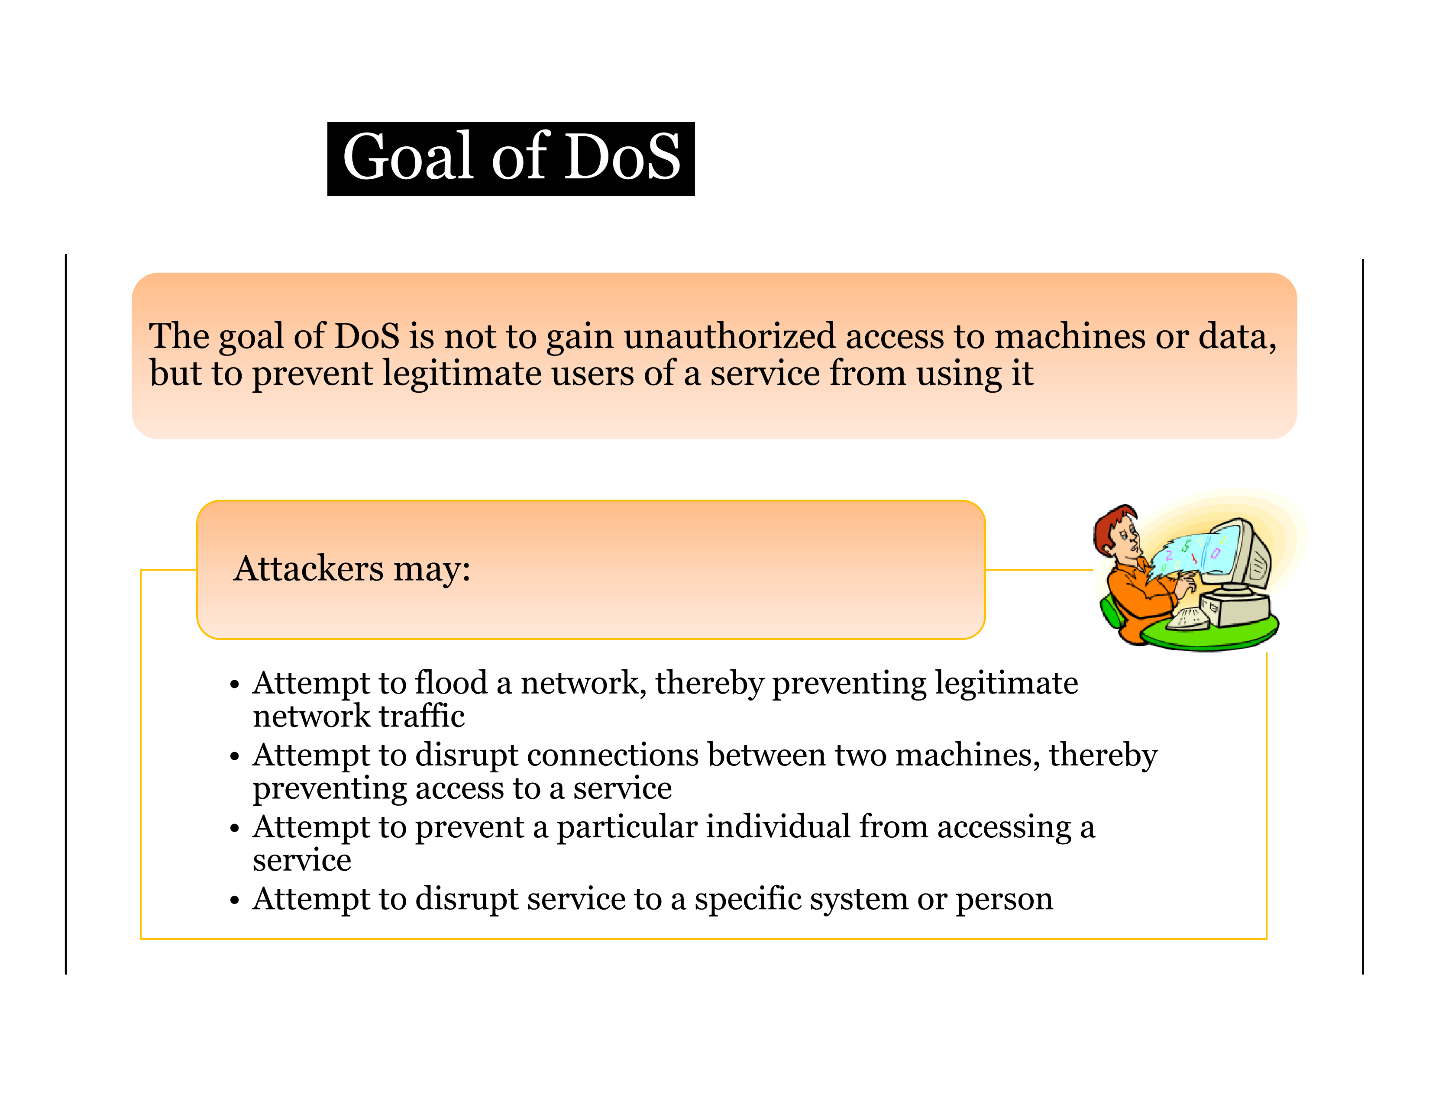 Goal of DoS
The goal of DoS is not to gain unauthorized access to machines or data,
but to prevent legitimate users of a service from using it
Attackers may:
• Attempt to flood a network, thereby preventing legitimate
network traffic
• Attempt to disrupt connections between two machines, thereby
preventing access to a service
• Attempt to prevent a particular individual from accessing a
service
• Attempt to disrupt service to a specific system or person